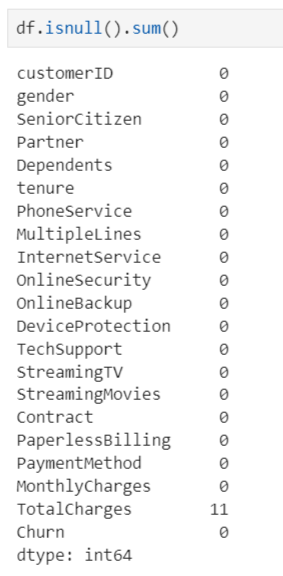 df.isnull().sum()
customerID 0
gender 0
SeniorCitizen 0
Partner 0
Dependents 0
tenure 0
PhoneService 0
MultipleLines 0
InternetService 0
OnlineSecurity 0
OnlineBackup 0
DeviceProtection 0
TechSupport 0
StreamingTV 0
StreamingMovies 0
Contract 0
PaperlessBilling 0
PaymentMethod 0
MonthlyCharges 0
TotalCharges 11
Churn 0
dtype: int64